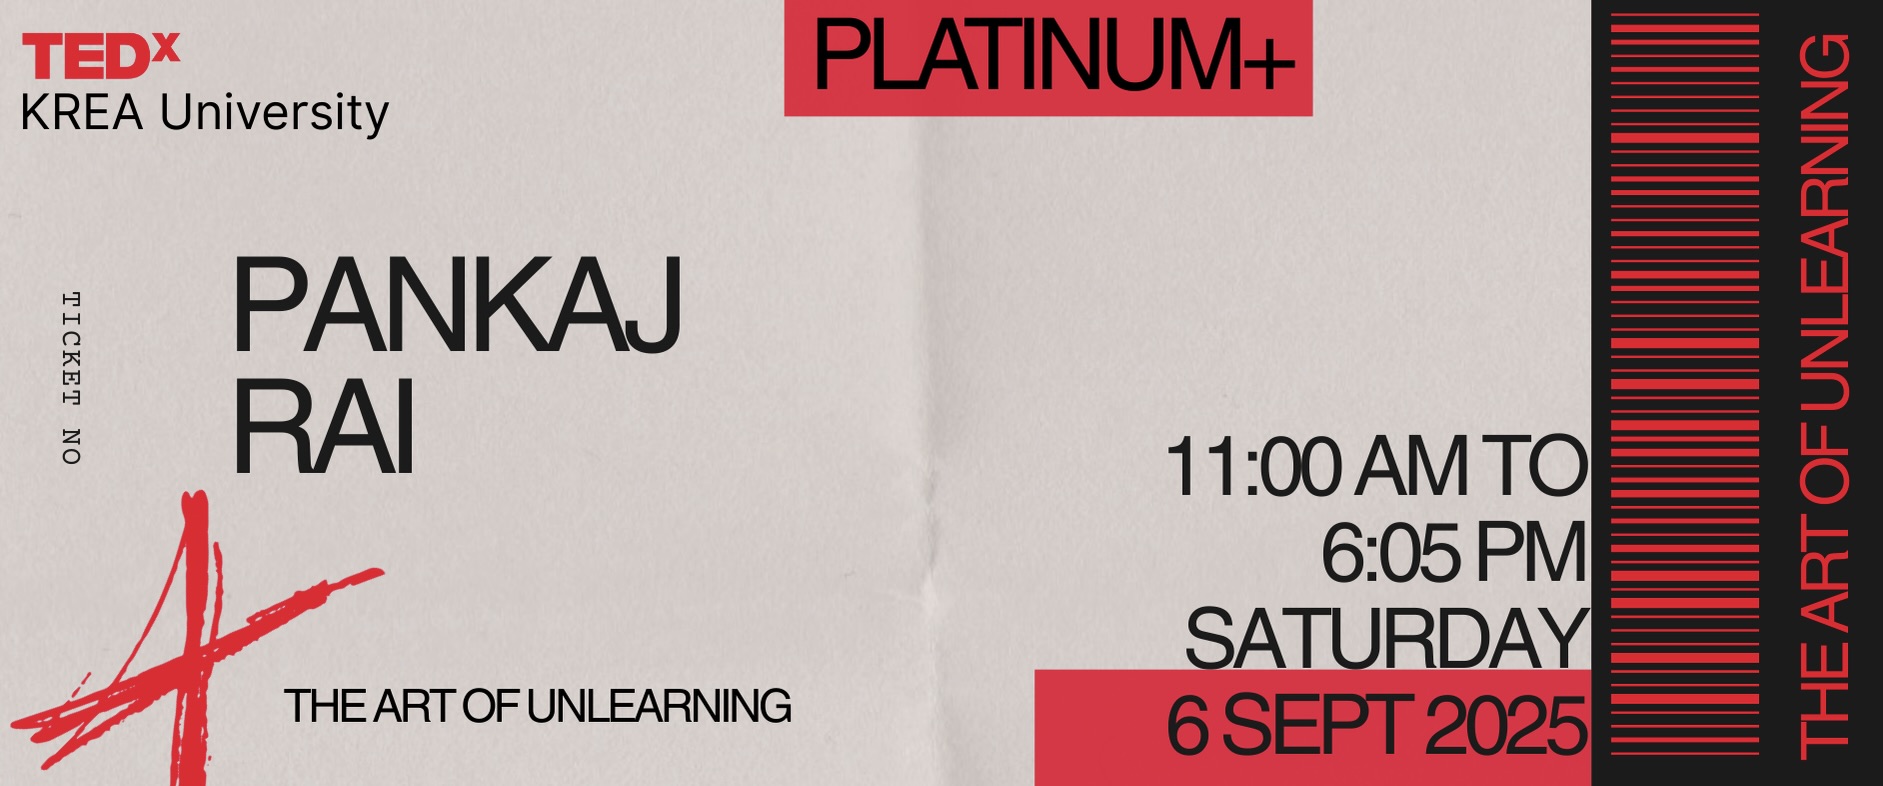 TEDx
KREA University
PLATINUM+
TICKET NO
PANKAJ
RAI
THE ART OF UNLEARNING
11:00 AM TO
6:05 PM
SATURDAY
6 SEPT 2025
THE ART OF UNLEARNING